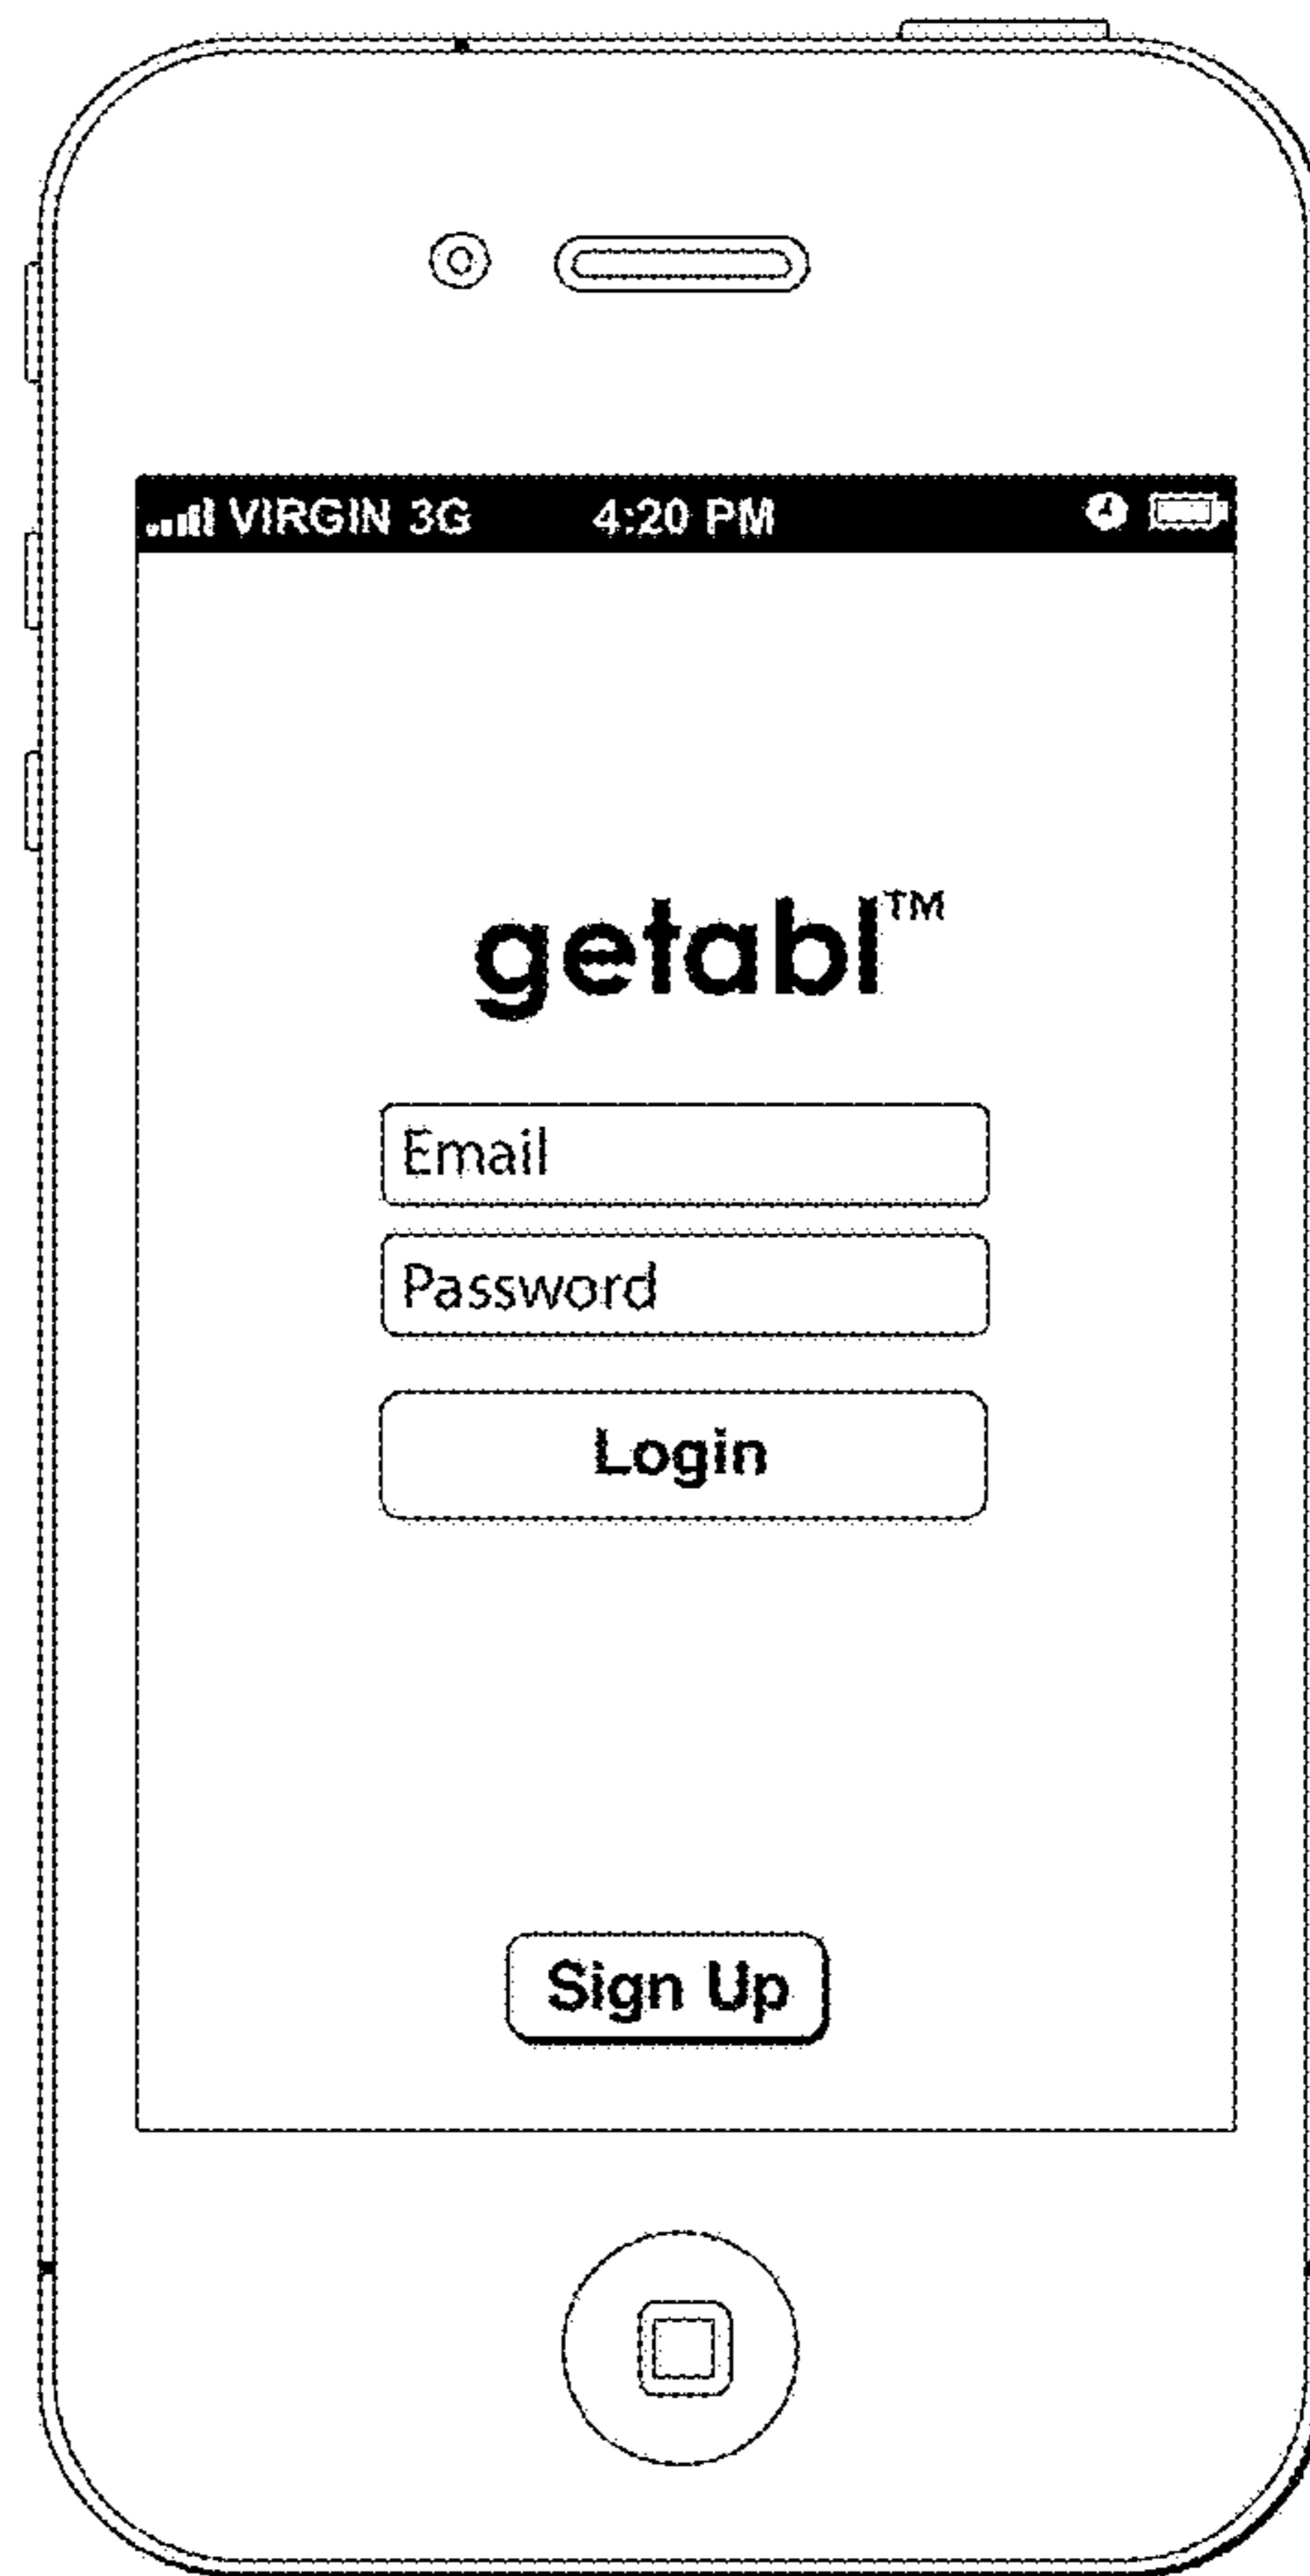 VIRGIN 3G 4:20 PM
getabl™
Email
Password
Login
Sign Up